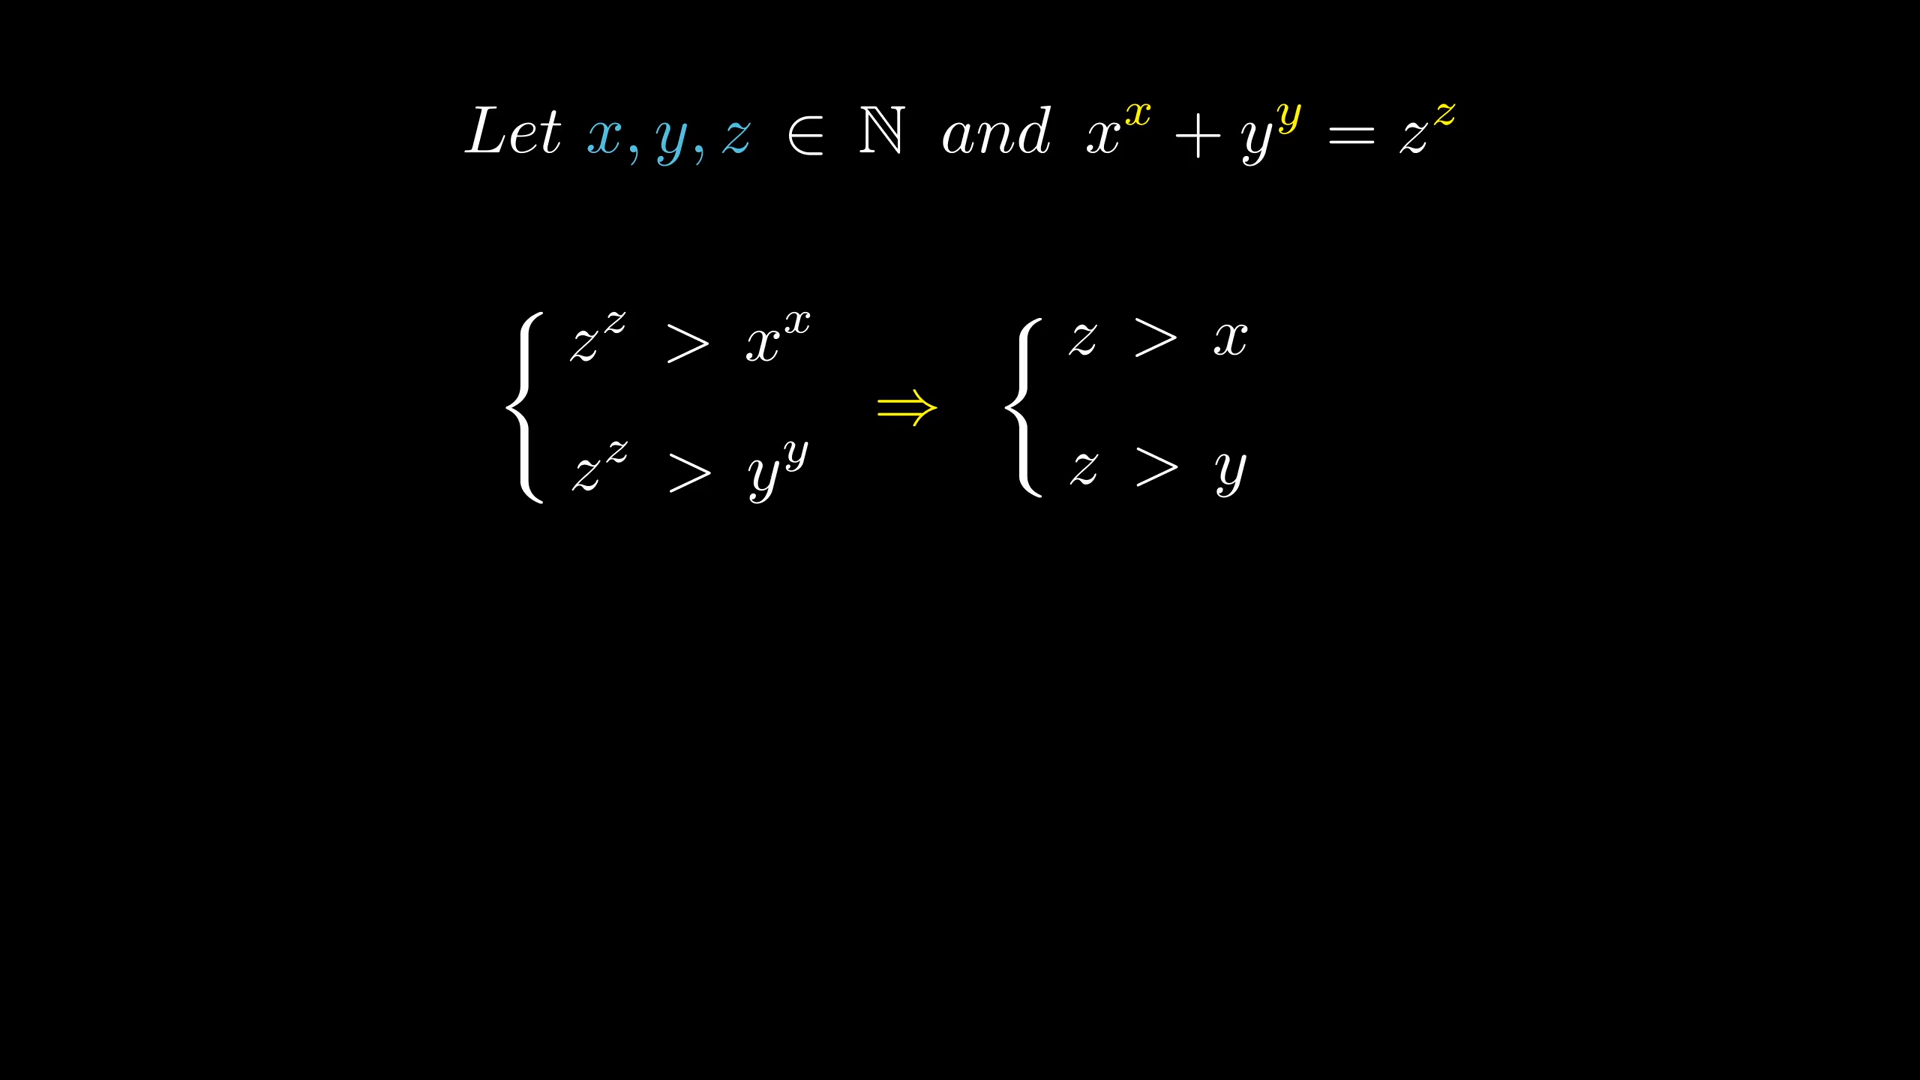 Let x, y, z ∈ ℕ and x^x + y^y = z^z
z^z > x^x ⇒ z > x
z^z > y^y z > y